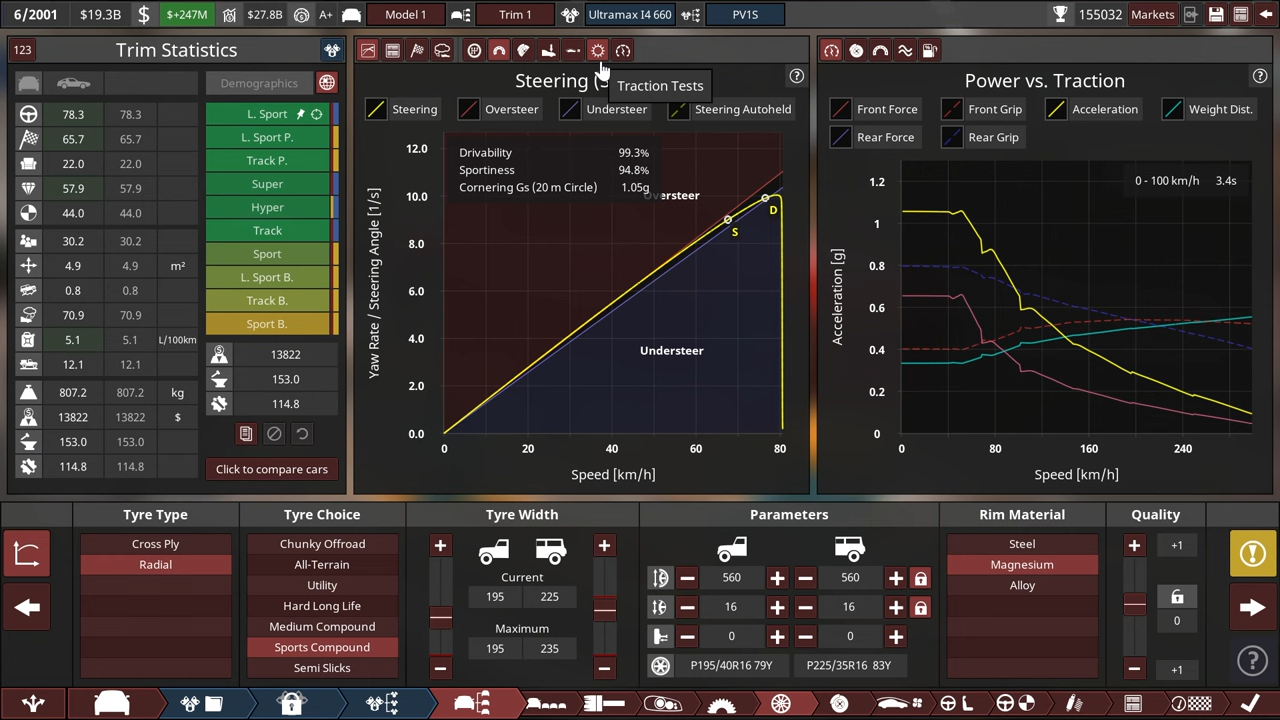 6/2001 $19.3B $+247M $27.8B A+ Model 1 Trim 1 Ultramax I4 660 PV1S 155032 Markets
123 Trim Statistics
Demographics
78.3 78.3 L. Sport
65.7 65.7 L. Sport P.
22.0 22.0 Track P.
57.9 57.9 Super
44.0 44.0 Hyper
30.2 30.2 Track
4.9 4.9 m² Sport
0.8 0.8 L. Sport B.
70.9 70.9 Track B.
5.1 5.1 L/100km Sport B.
12.1 12.1
807.2 807.2 kg
13822 13822 $
153.0 153.0
114.8 114.8
13822
153.0
114.8
Click to compare cars
Steering (S
Traction Tests
Steering Oversteer Understeer Steering Autoheld
Drivability 99.3%
Sportiness 94.8%
Cornering Gs (20 m Circle) 1.05g
Oversteer
Understeer
S
D
Yaw Rate / Steering Angle [1/s]
12.0
10.0
8.0
6.0
4.0
2.0
0.0
0 20 40 60 80
Speed [km/h]
?
Power vs. Traction
?
Front Force Front Grip Acceleration Weight Dist.
Rear Force Rear Grip
0 - 100 km/h 3.4s
Acceleration [g]
1.2
1
0.8
0.6
0.4
0.2
0
0 80 160 240
Speed [km/h]
Tyre Type
Cross Ply
Radial
Tyre Choice
Chunky Offroad
All-Terrain
Utility
Hard Long Life
Medium Compound
Sports Compound
Semi Slicks
Tyre Width
Current
195 225
Maximum
195 235
Parameters
560 560
16 16
0 0
P195/40R16 79Y P225/35R16 83Y
Rim Material
Steel
Magnesium
Alloy
Quality
+1
0
+1
?